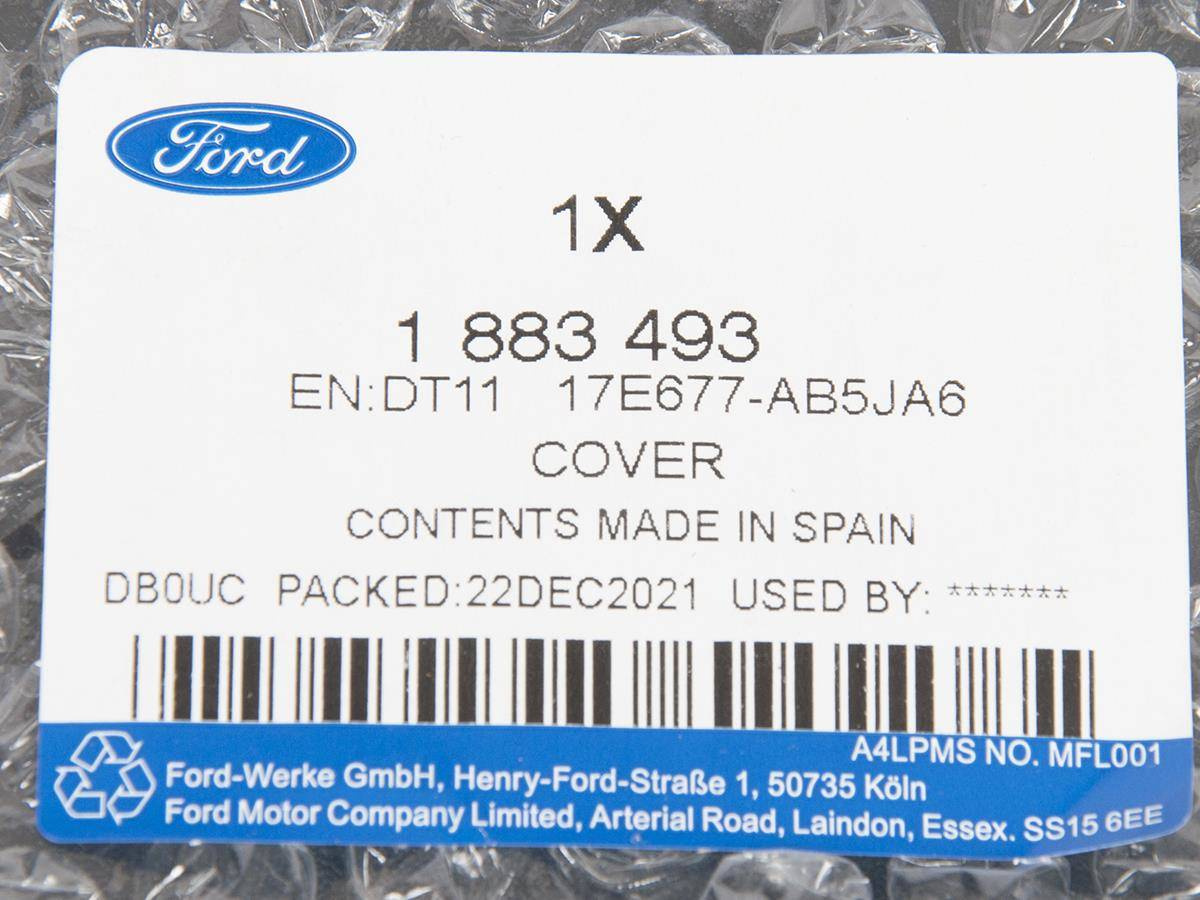 Ford
1X
1 883 493
EN:DT11 17E677-AB5JA6
COVER
CONTENTS MADE IN SPAIN
DB0UC PACKED:22DEC2021 USED BY: *******
A4LPMS NO. MFL001
Ford-Werke GmbH, Henry-Ford-Straße 1, 50735 Köln
Ford Motor Company Limited, Arterial Road, Laindon, Essex. SS15 6EE